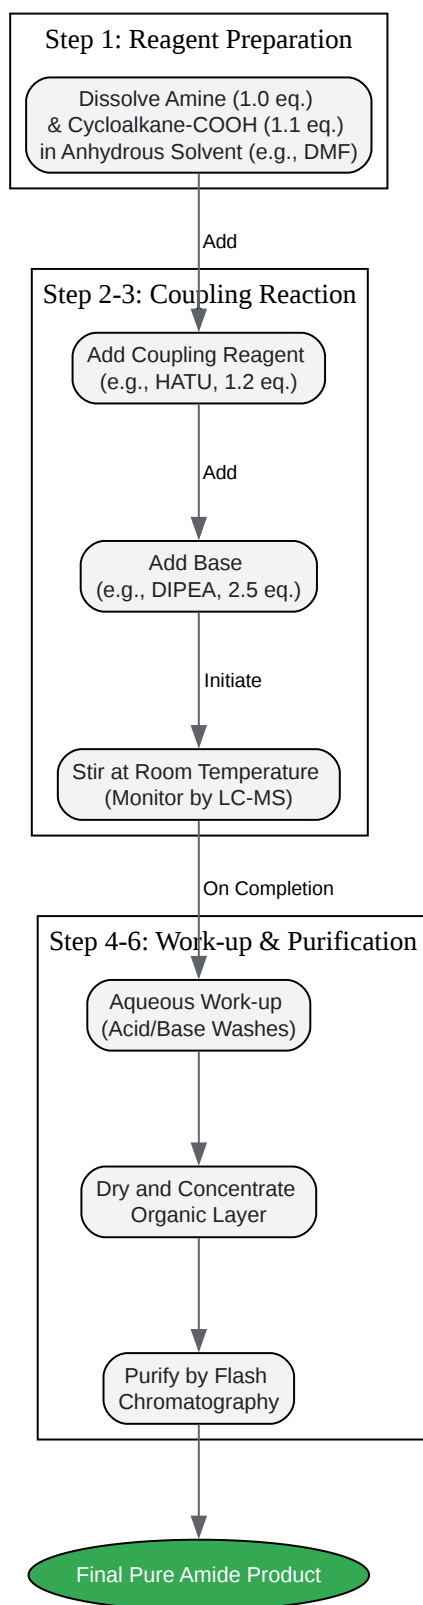 Step 1: Reagent Preparation
Dissolve Amine (1.0 eq.)
& Cycloalkane-COOH (1.1 eq.)
in Anhydrous Solvent (e.g., DMF)
Add
Step 2-3: Coupling Reaction
Add Coupling Reagent
(e.g., HATU, 1.2 eq.)
Add
Add Base
(e.g., DIPEA, 2.5 eq.)
Initiate
Stir at Room Temperature
(Monitor by LC-MS)
On Completion
Step 4-6: Work-up & Purification
Aqueous Work-up
(Acid/Base Washes)
Dry and Concentrate
Organic Layer
Purify by Flash
Chromatography
Final Pure Amide Product